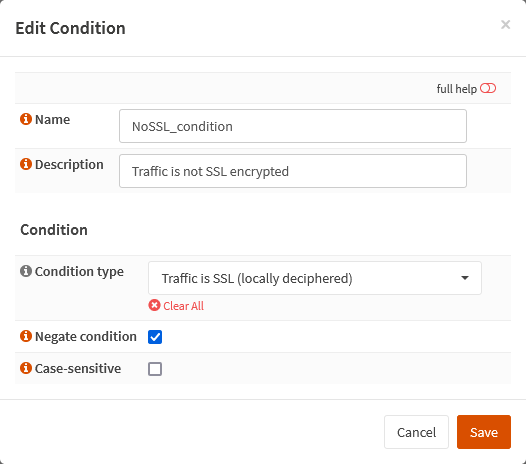 Edit Condition
×
full help
Name
NoSSL_condition
Description
Traffic is not SSL encrypted
Condition
Condition type
Traffic is SSL (locally deciphered)
Clear All
Negate condition
Case-sensitive
Cancel
Save